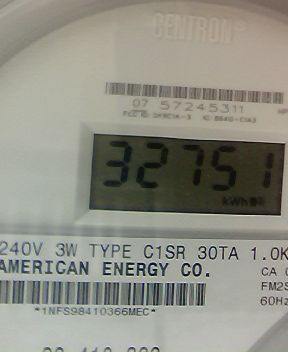 CENTRON®
07 57245311
32751
kWh
240V 3W TYPE C1SR 30TA 1.0K
AMERICAN ENERGY CO.
CA
FM2S
60Hz
*1NFS98410366MEC*